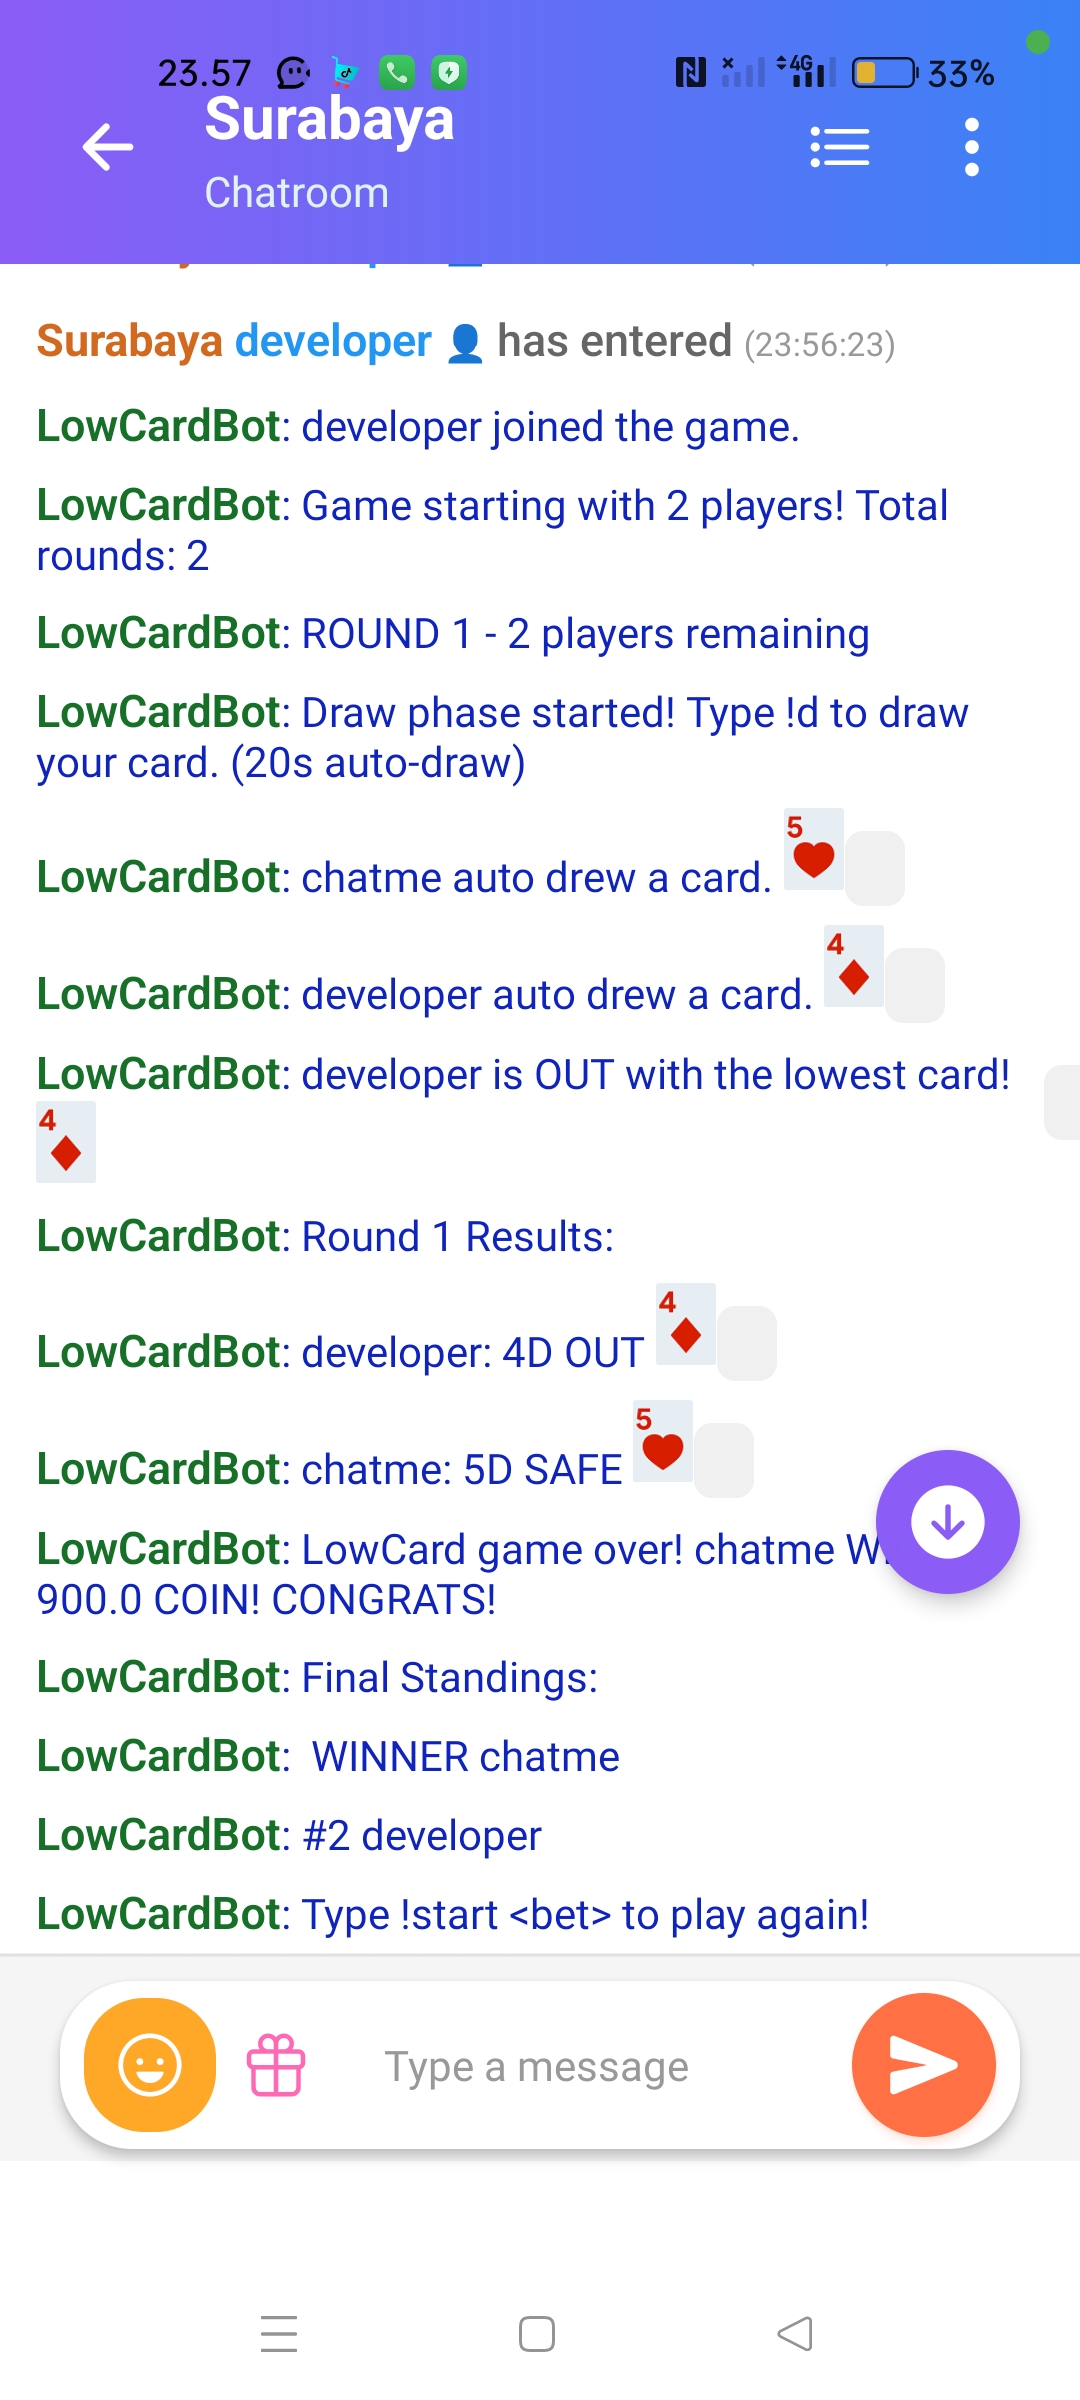 23.57
4G
33%
Surabaya
Chatroom
Surabaya developer has entered (23:56:23)
LowCardBot: developer joined the game.
LowCardBot: Game starting with 2 players! Total
rounds: 2
LowCardBot: ROUND 1 - 2 players remaining
LowCardBot: Draw phase started! Type !d to draw
your card. (20s auto-draw)
LowCardBot: chatme auto drew a card. 5
LowCardBot: developer auto drew a card. 4
LowCardBot: developer is OUT with the lowest card!
4
LowCardBot: Round 1 Results:
LowCardBot: developer: 4D OUT 4
LowCardBot: chatme: 5D SAFE 5
LowCardBot: LowCard game over! chatme
900.0 COIN! CONGRATS!
LowCardBot: Final Standings:
LowCardBot: WINNER chatme
LowCardBot: #2 developer
LowCardBot: Type !start <bet> to play again!
Type a message